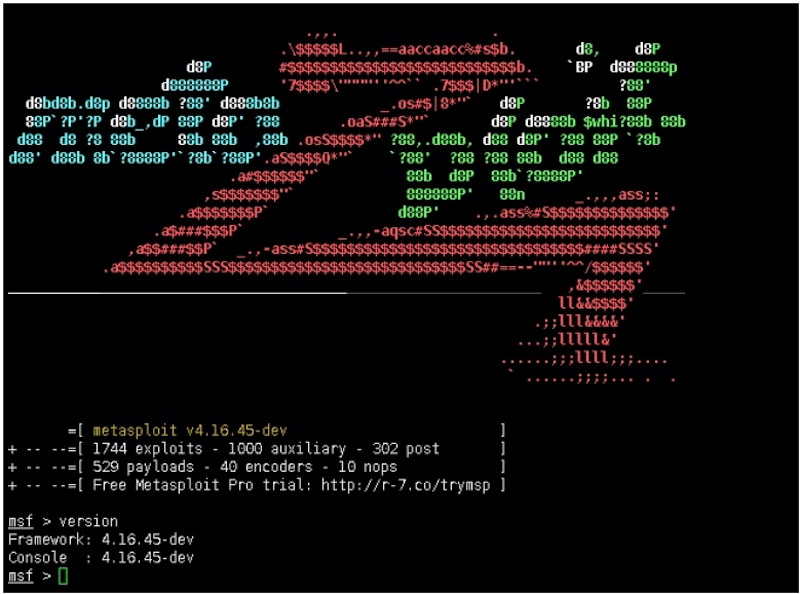 =[ metasploit v4.16.45-dev ]
+ -- --=[ 1744 exploits - 1000 auxiliary - 302 post ]
+ -- --=[ 529 payloads - 40 encoders - 10 nops ]
+ -- --=[ Free Metasploit Pro trial: http://r-7.co/trymsp ]
msf > version
Framework: 4.16.45-dev
Console  : 4.16.45-dev
msf >